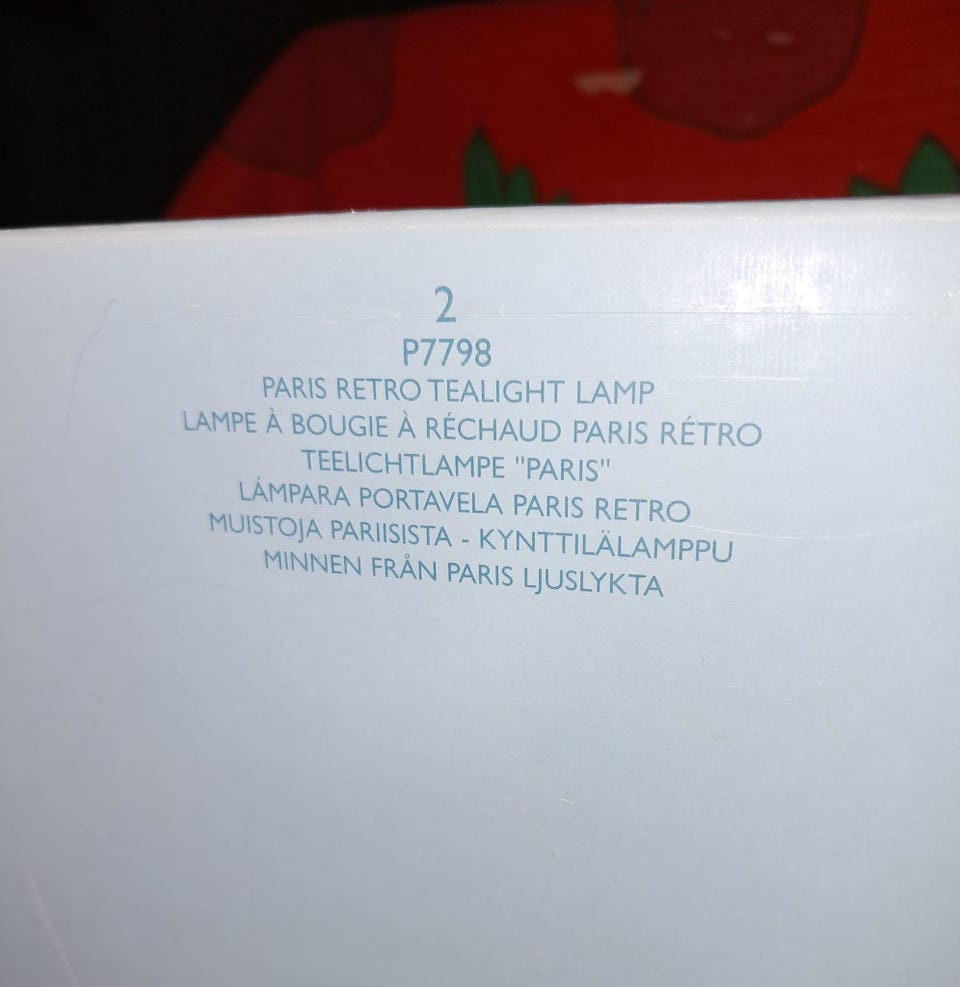 2
P7798
PARIS RETRO TEALIGHT LAMP
LAMPE À BOUGIE À RÉCHAUD PARIS RÉTRO
TEELICHTLAMPE "PARIS"
LÁMPARA PORTAVELA PARIS RETRO
MUISTOJA PARIISISTA - KYNTTILÄLAMPPU
MINNEN FRÅN PARIS LJUSLYKTA